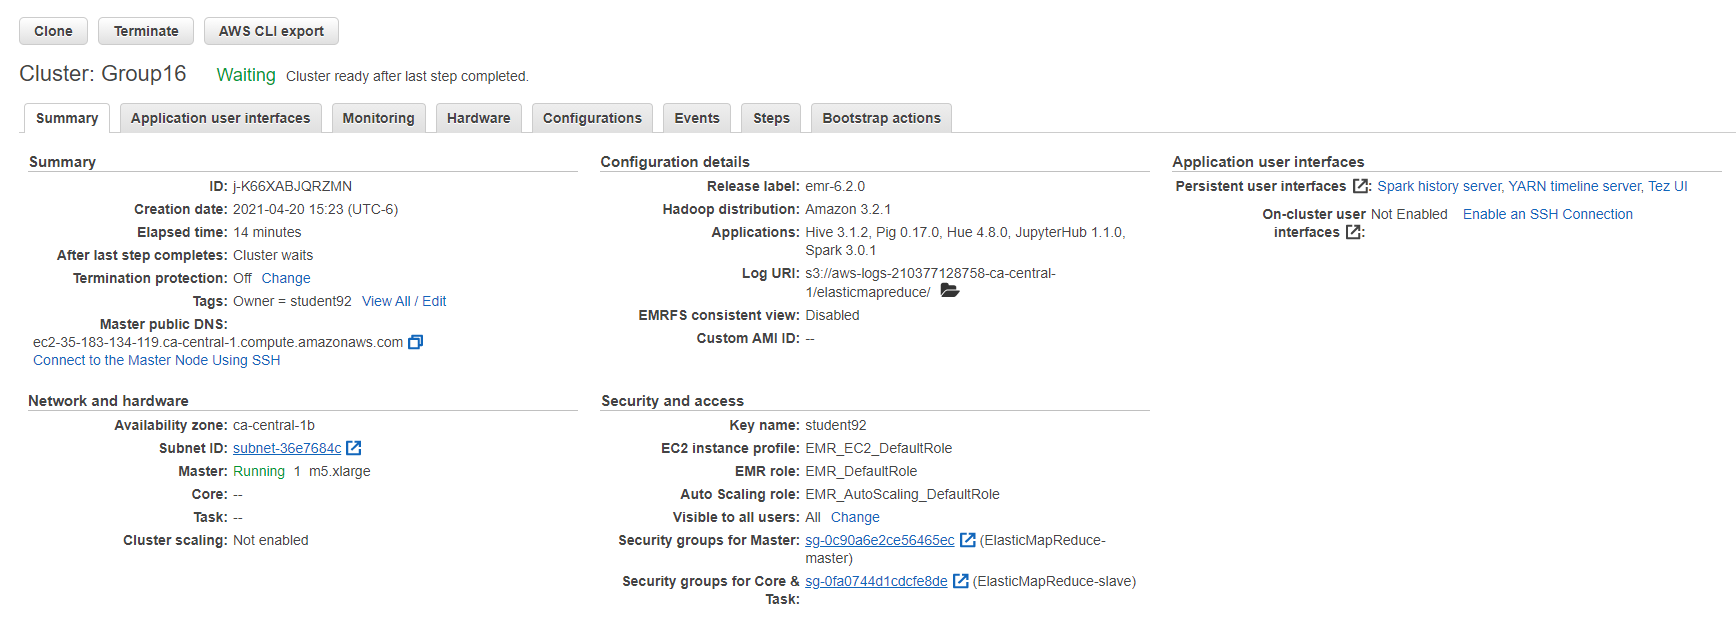 Clone Terminate AWS CLI export
Cluster: Group16 Waiting Cluster ready after last step completed.
Summary Application user interfaces Monitoring Hardware Configurations Events Steps Bootstrap actions
Summary
ID: j-K66XABJQRZMN
Creation date: 2021-04-20 15:23 (UTC-6)
Elapsed time: 14 minutes
After last step completes: Cluster waits
Termination protection: Off Change
Tags: Owner = student92 View All / Edit
Master public DNS:
ec2-35-183-134-119.ca-central-1.compute.amazonaws.com
Connect to the Master Node Using SSH
Configuration details
Release label: emr-6.2.0
Hadoop distribution: Amazon 3.2.1
Applications: Hive 3.1.2, Pig 0.17.0, Hue 4.8.0, JupyterHub 1.1.0,
Spark 3.0.1
Log URI: s3://aws-logs-210377128758-ca-central-
1/elasticmapreduce/
EMRFS consistent view: Disabled
Custom AMI ID: --
Application user interfaces
Persistent user interfaces : Spark history server, YARN timeline server, Tez UI
On-cluster user Not Enabled Enable an SSH Connection
interfaces :
Network and hardware
Availability zone: ca-central-1b
Subnet ID: subnet-36e7684c
Master: Running 1 m5.xlarge
Core: --
Task: --
Cluster scaling: Not enabled
Security and access
Key name: student92
EC2 instance profile: EMR_EC2_DefaultRole
EMR role: EMR_DefaultRole
Auto Scaling role: EMR_AutoScaling_DefaultRole
Visible to all users: All Change
Security groups for Master: sg-0c90a6e2ce56465ec (ElasticMapReduce-
master)
Security groups for Core & sg-0fa0744d1cdcfe8de (ElasticMapReduce-slave)
Task: